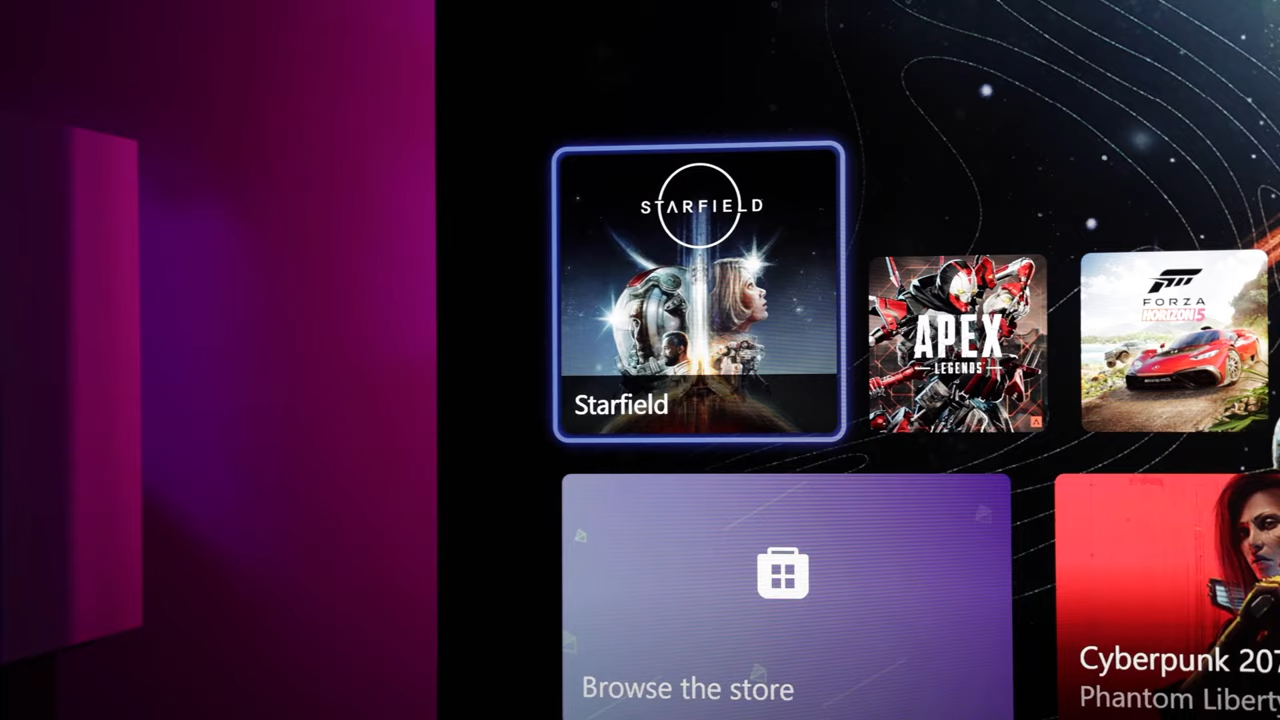 STARFIELD
Starfield
APEX
LEGENDS
FORZA
HORIZON 5
Browse the store
Cyberpunk 207
Phantom Libert